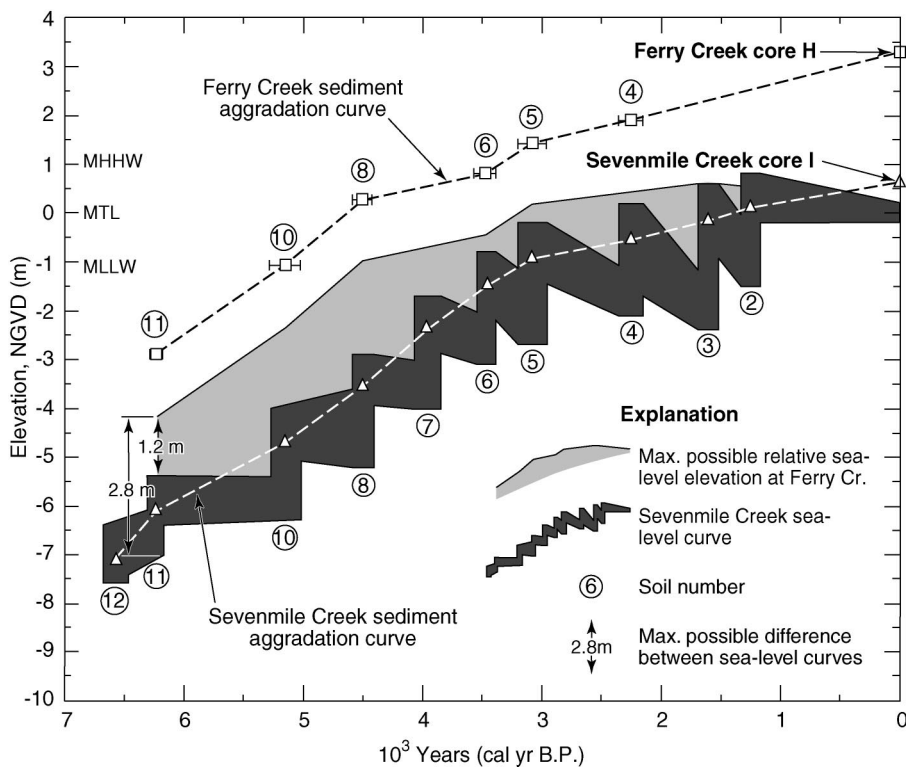 4
3
2
1
0
-1
-2
-3
-4
-5
-6
-7
-8
-9
-10
Elevation, NGVD (m)
MHHW
MTL
MLLW
Ferry Creek core H
Ferry Creek sediment
aggradation curve
Sevenmile Creek core I
11
10
8
6
5
4
1.2 m
2.8 m
12
11
10
8
7
6
5
4
3
2
Sevenmile Creek sediment
aggradation curve
Explanation
Max. possible relative sea-
level elevation at Ferry Cr.
Sevenmile Creek sea-
level curve
6
Soil number
2.8m
Max. possible difference
between sea-level curves
7
6
5
4
3
2
1
0
10³ Years (cal yr B.P.)